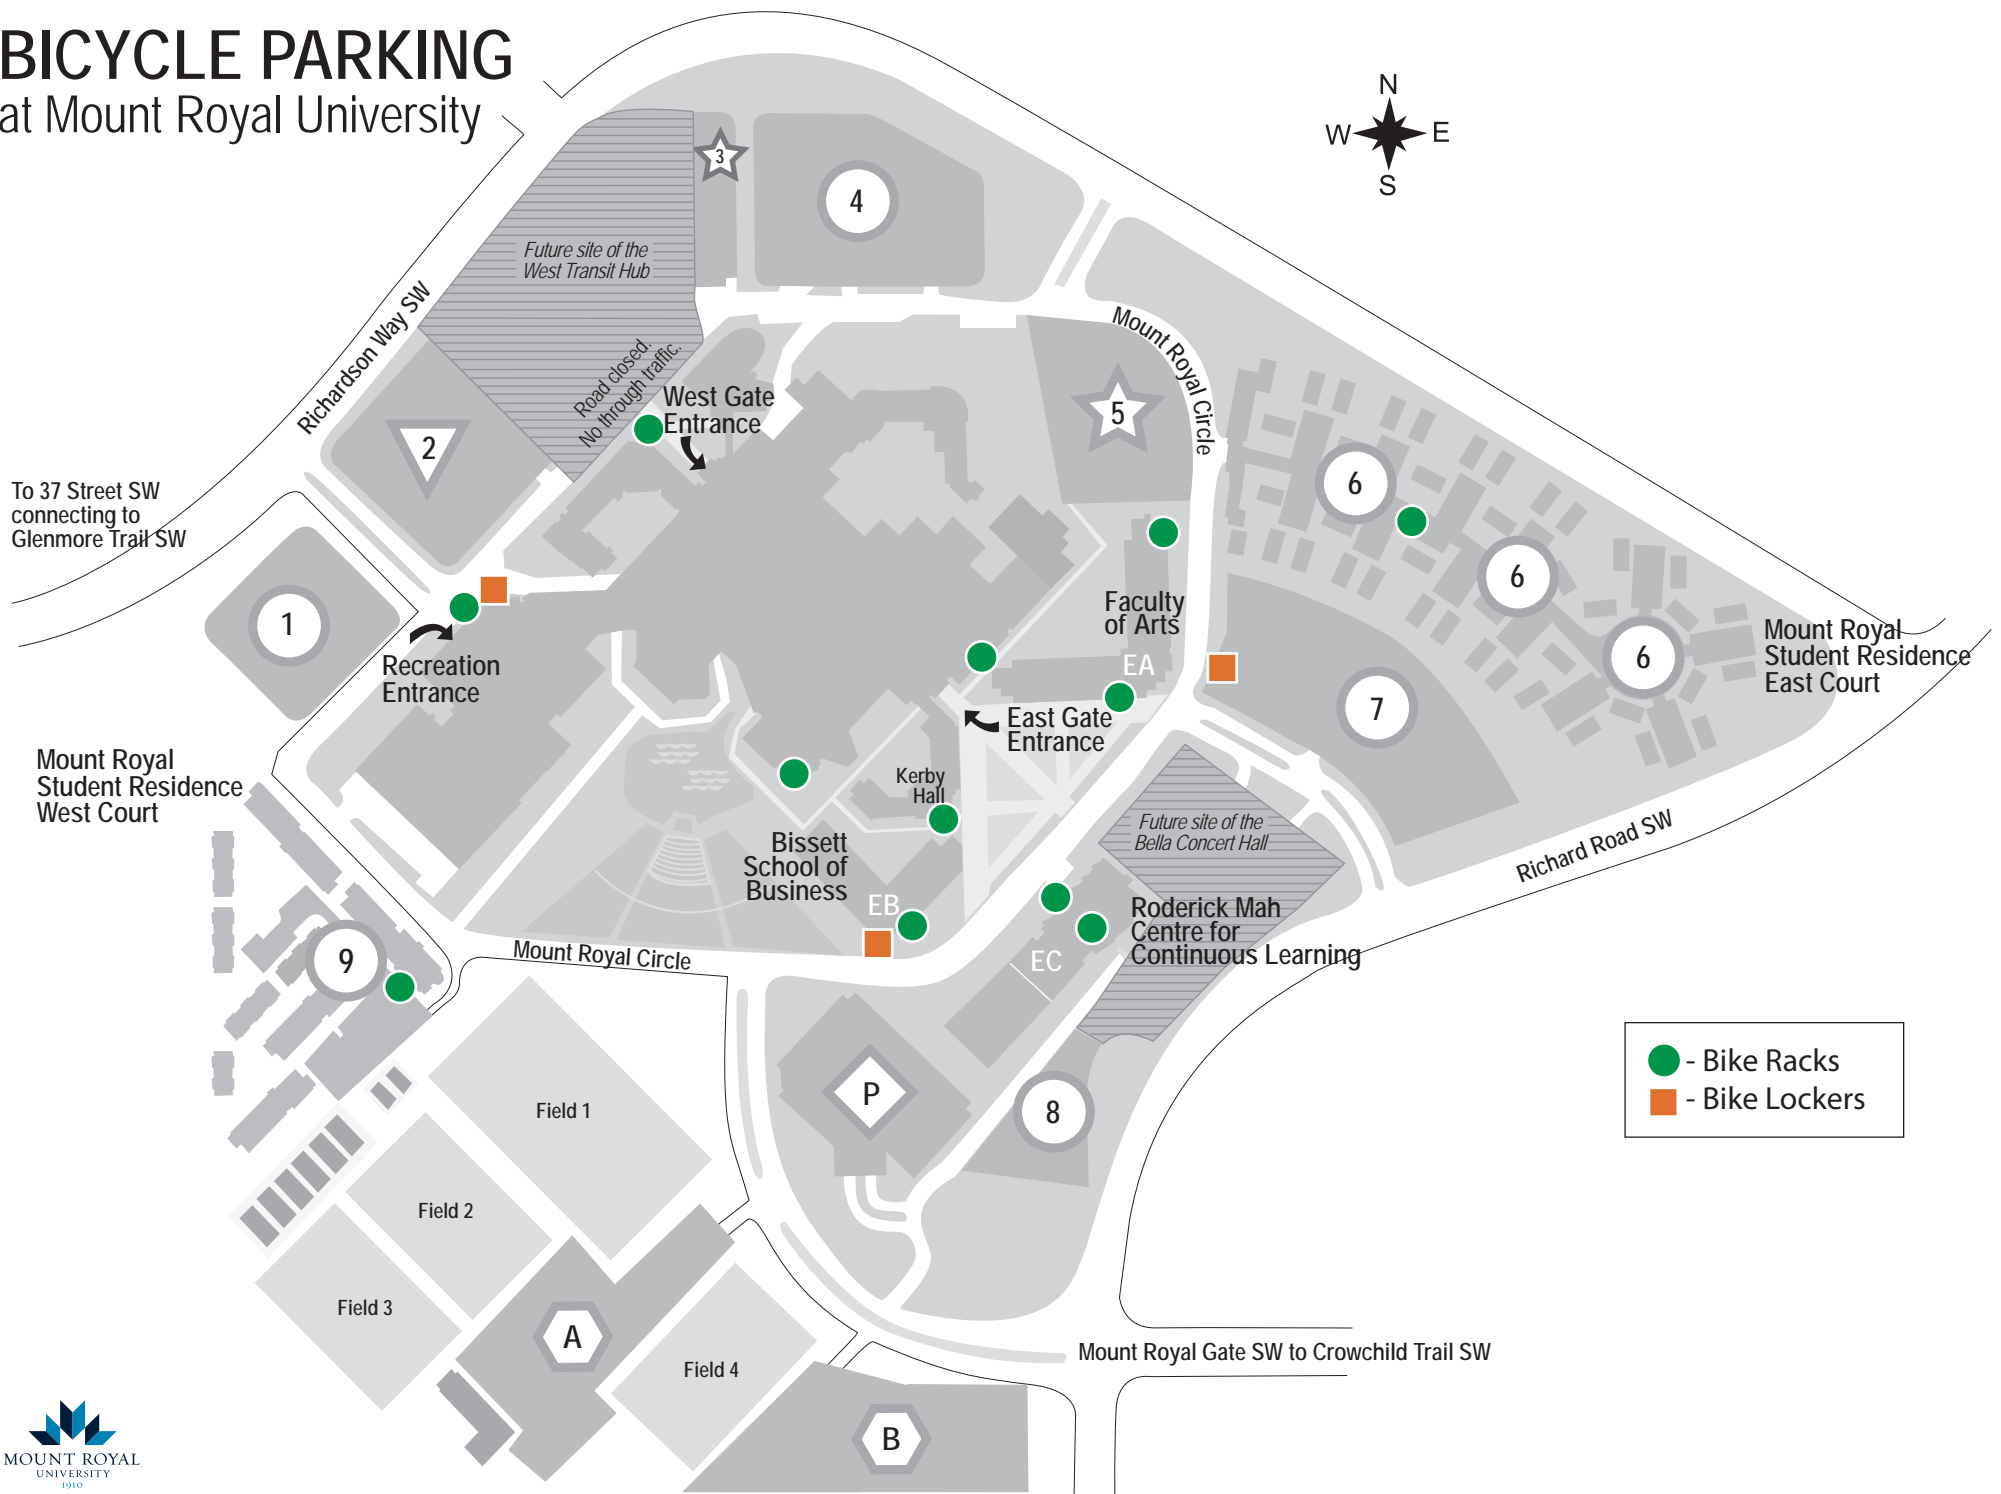 BICYCLE PARKING
at Mount Royal University
N
W
E
S
3
4
Future site of the
West Transit Hub
Richardson Way SW
Road closed.
No through traffic.
West Gate
Entrance
Mount Royal Circle
5
2
6
To 37 Street SW
connecting to
Glenmore Trail SW
6
1
Faculty
of Arts
Recreation
Entrance
EA
6
Mount Royal
Student Residence
East Court
East Gate
Entrance
7
Mount Royal
Student Residence
West Court
Kerby
Hall
Future site of the
Bella Concert Hall
Richard Road SW
Bissett
School of
Business
EB
Roderick Mah
Centre for
Continuous Learning
Mount Royal Circle
EC
9
- Bike Racks
- Bike Lockers
P
8
Field 1
Field 2
Field 3
A
Field 4
Mount Royal Gate SW to Crowchild Trail SW
B
MOUNT ROYAL
UNIVERSITY
1910